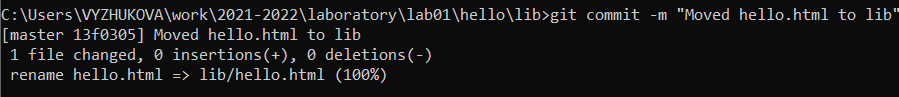 C:\Users\VYZHUKOVA\work\2021-2022\laboratory\lab01\hello\lib>git commit -m "Moved hello.html to lib"
[master 13f0305] Moved hello.html to lib
 1 file changed, 0 insertions(+), 0 deletions(-)
 rename hello.html => lib/hello.html (100%)